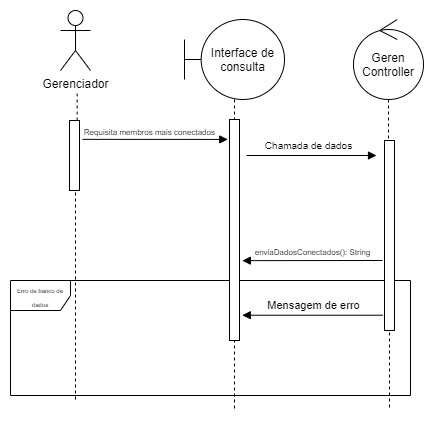 Gerenciador
Interface de
consulta
Geren
Controller
Requisita membros mais conectados
Chamada de dados
enviaDadosConectados(): String
Erro de banco de
dados
Mensagem de erro